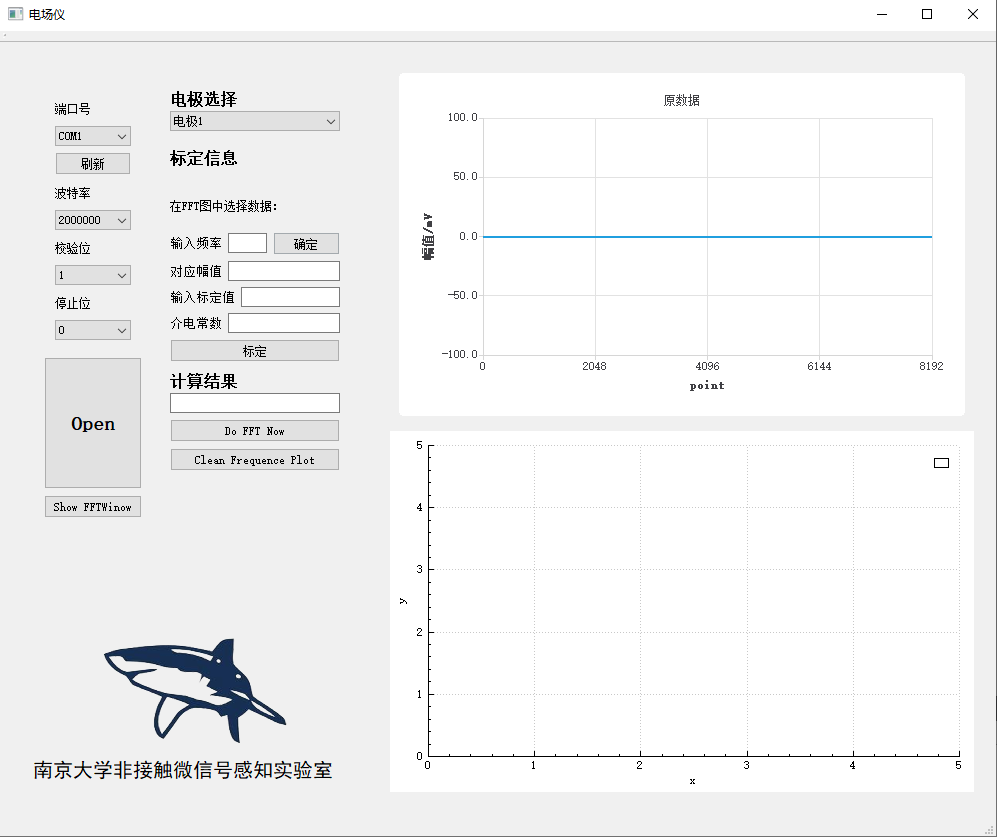 电场仪
端口号
COM1
刷新
波特率
2000000
校验位
1
停止位
0
Open
Show FFTWinow
电极选择
电极1
标定信息
在FFT图中选择数据:
输入频率
确定
对应幅值
输入标定值
介电常数
标定
计算结果
Do FFT Now
Clean Frequence Plot
南京大学非接触微信号感知实验室
原数据
幅值/mV
100.0
50.0
0.0
-50.0
-100.0
0 2048 4096 6144 8192
point
y
5
4
3
2
1
0
0 1 2 3 4 5
x